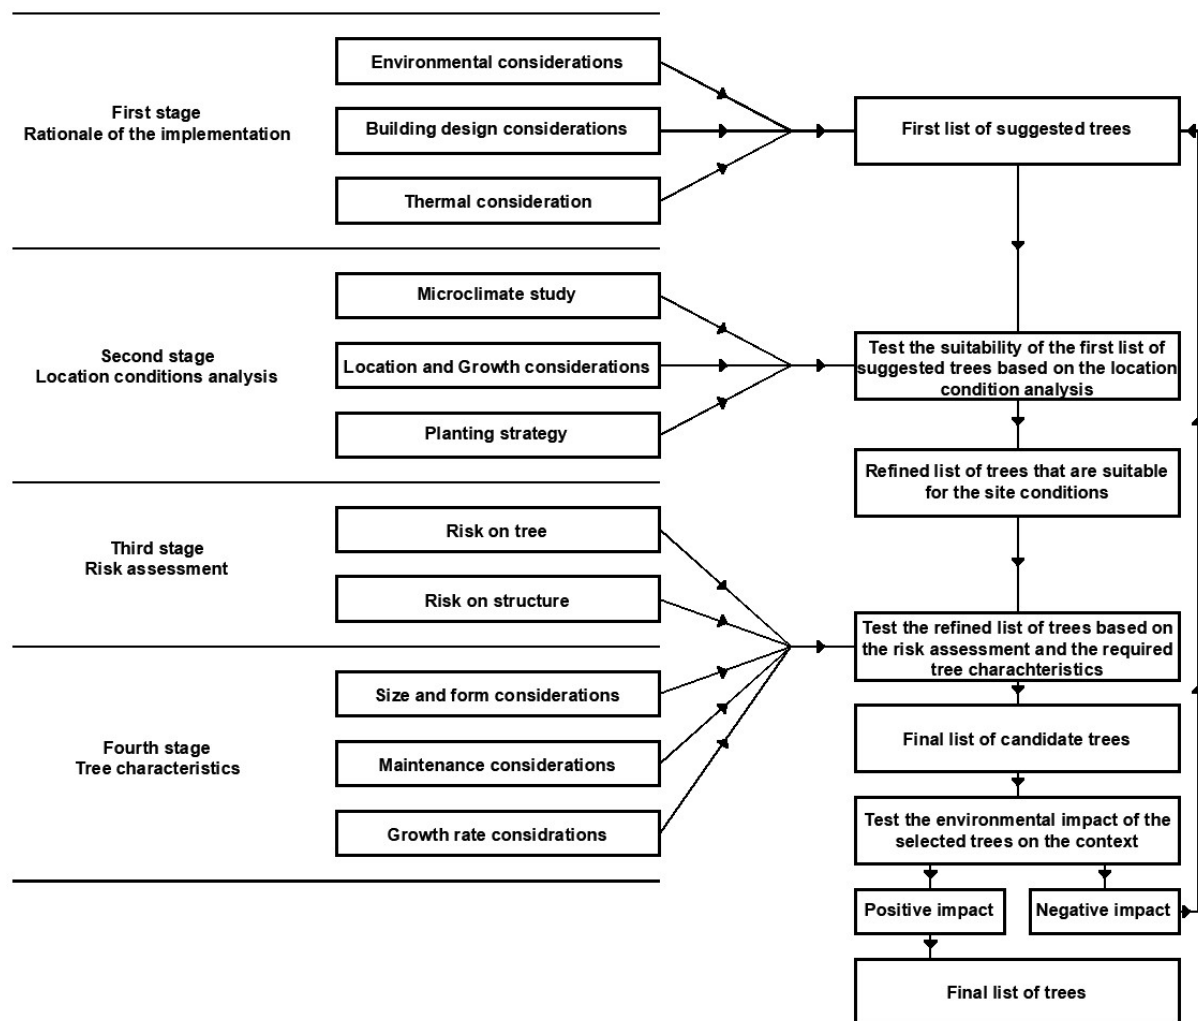 First stage
Rationale of the implementation
Environmental considerations
Building design considerations
Thermal consideration
First list of suggested trees
Second stage
Location conditions analysis
Microclimate study
Location and Growth considerations
Planting strategy
Test the suitability of the first list of
suggested trees based on the location
condition analysis
Refined list of trees that are suitable
for the site conditions
Third stage
Risk assessment
Risk on tree
Risk on structure
Test the refined list of trees based on
the risk assessment and the required
tree charachteristics
Fourth stage
Tree characteristics
Size and form considerations
Maintenance considerations
Growth rate considrations
Final list of candidate trees
Test the environmental impact of the
selected trees on the context
Positive impact
Negative impact
Final list of trees